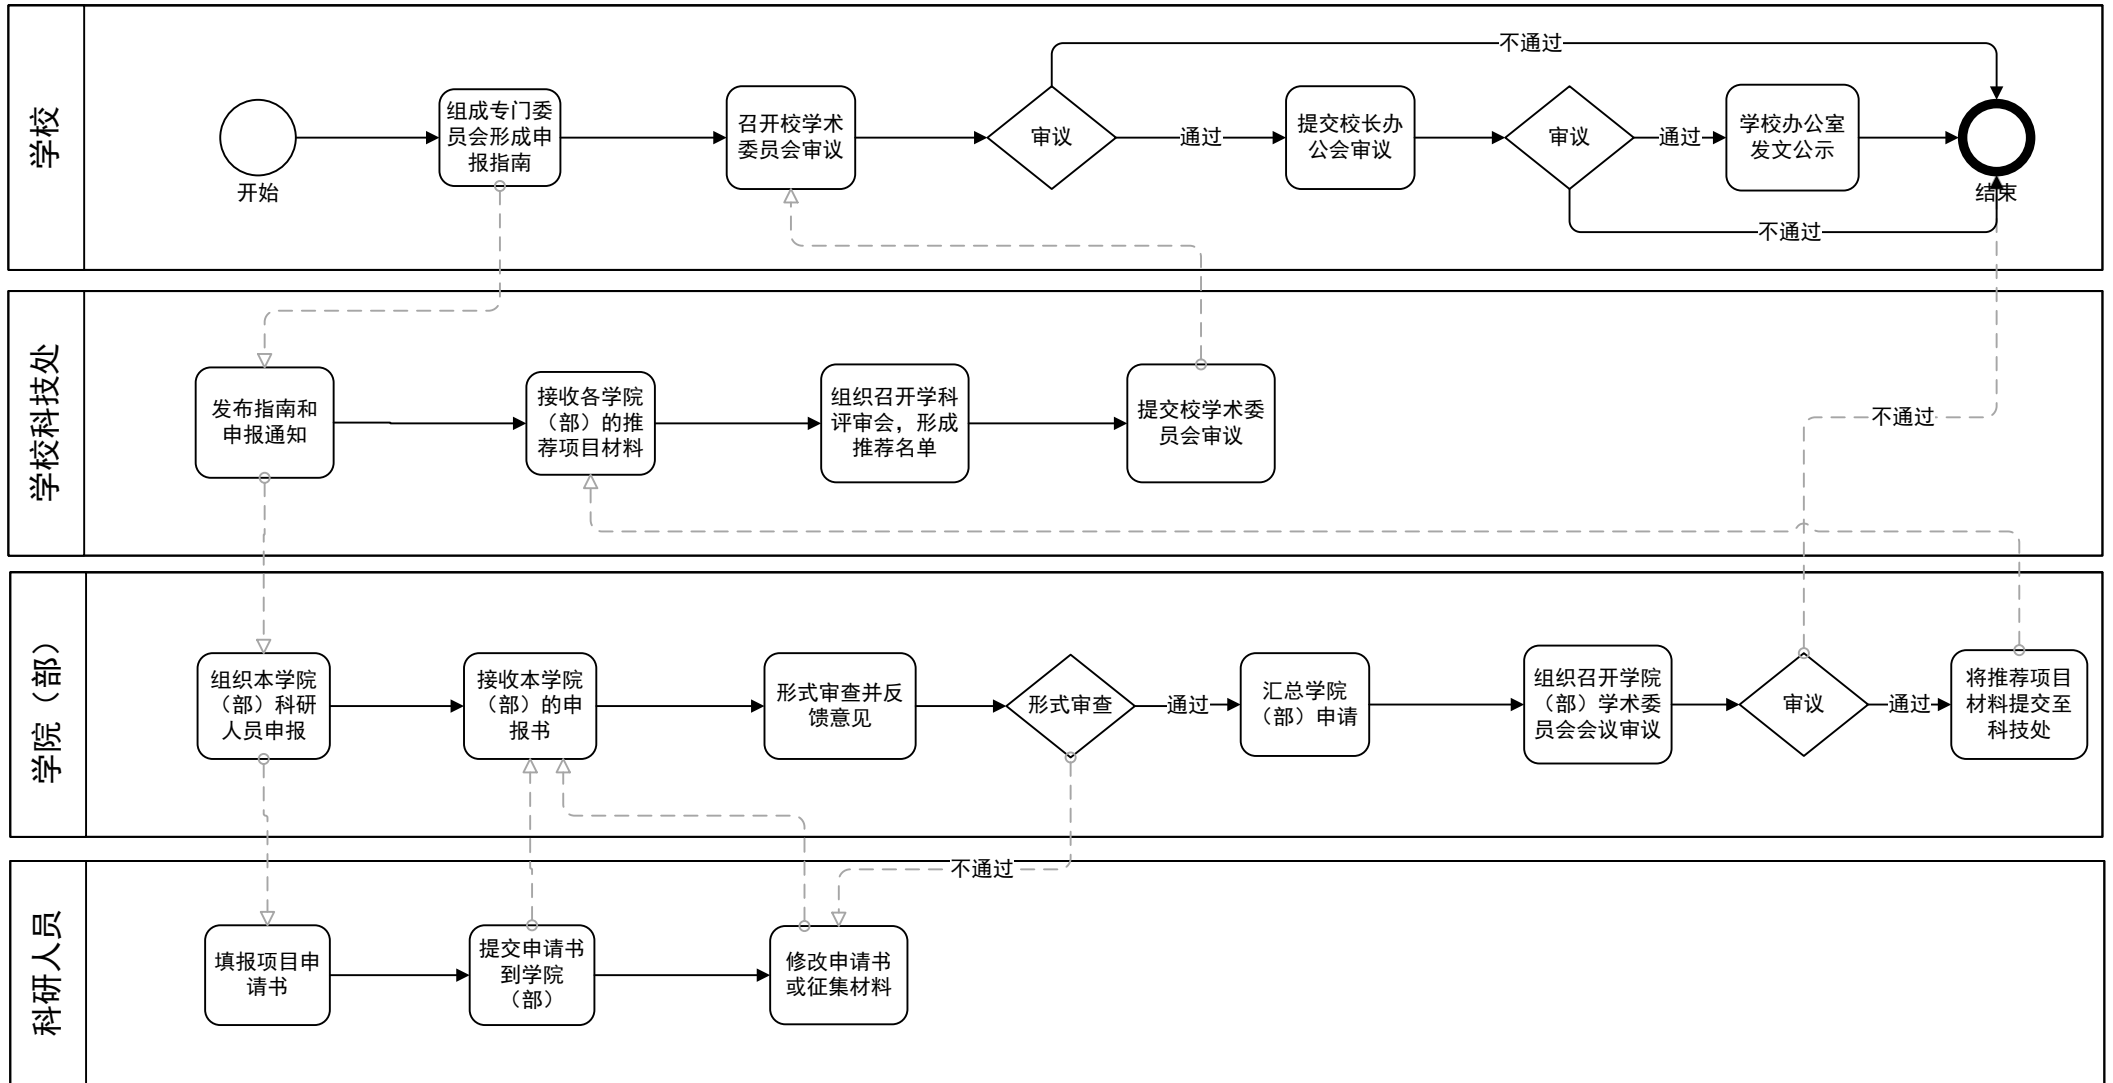 学校
不通过
组成专门委
员会形成申
报指南
召开校学术
委员会审议
审议
通过
提交校长办
公会审议
审议
通过
学校办公室
发文公示
开始
结束
不通过
学校科技处
发布指南和
申报通知
接收各学院
（部）的推
荐项目材料
组织召开学科
评审会，形成
推荐名单
提交校学术委
员会审议
不通过
学院（部）
组织本学院
（部）科研
人员申报
接收本学院
（部）的申
报书
形式审查并反
馈意见
形式审查
通过
汇总学院
（部）申请
组织召开学院
（部）学术委
员会会议审议
审议
通过
将推荐项目
材料提交至
科技处
不通过
科研人员
填报项目申
请书
提交申请书
到学院
（部）
修改申请书
或征集材料